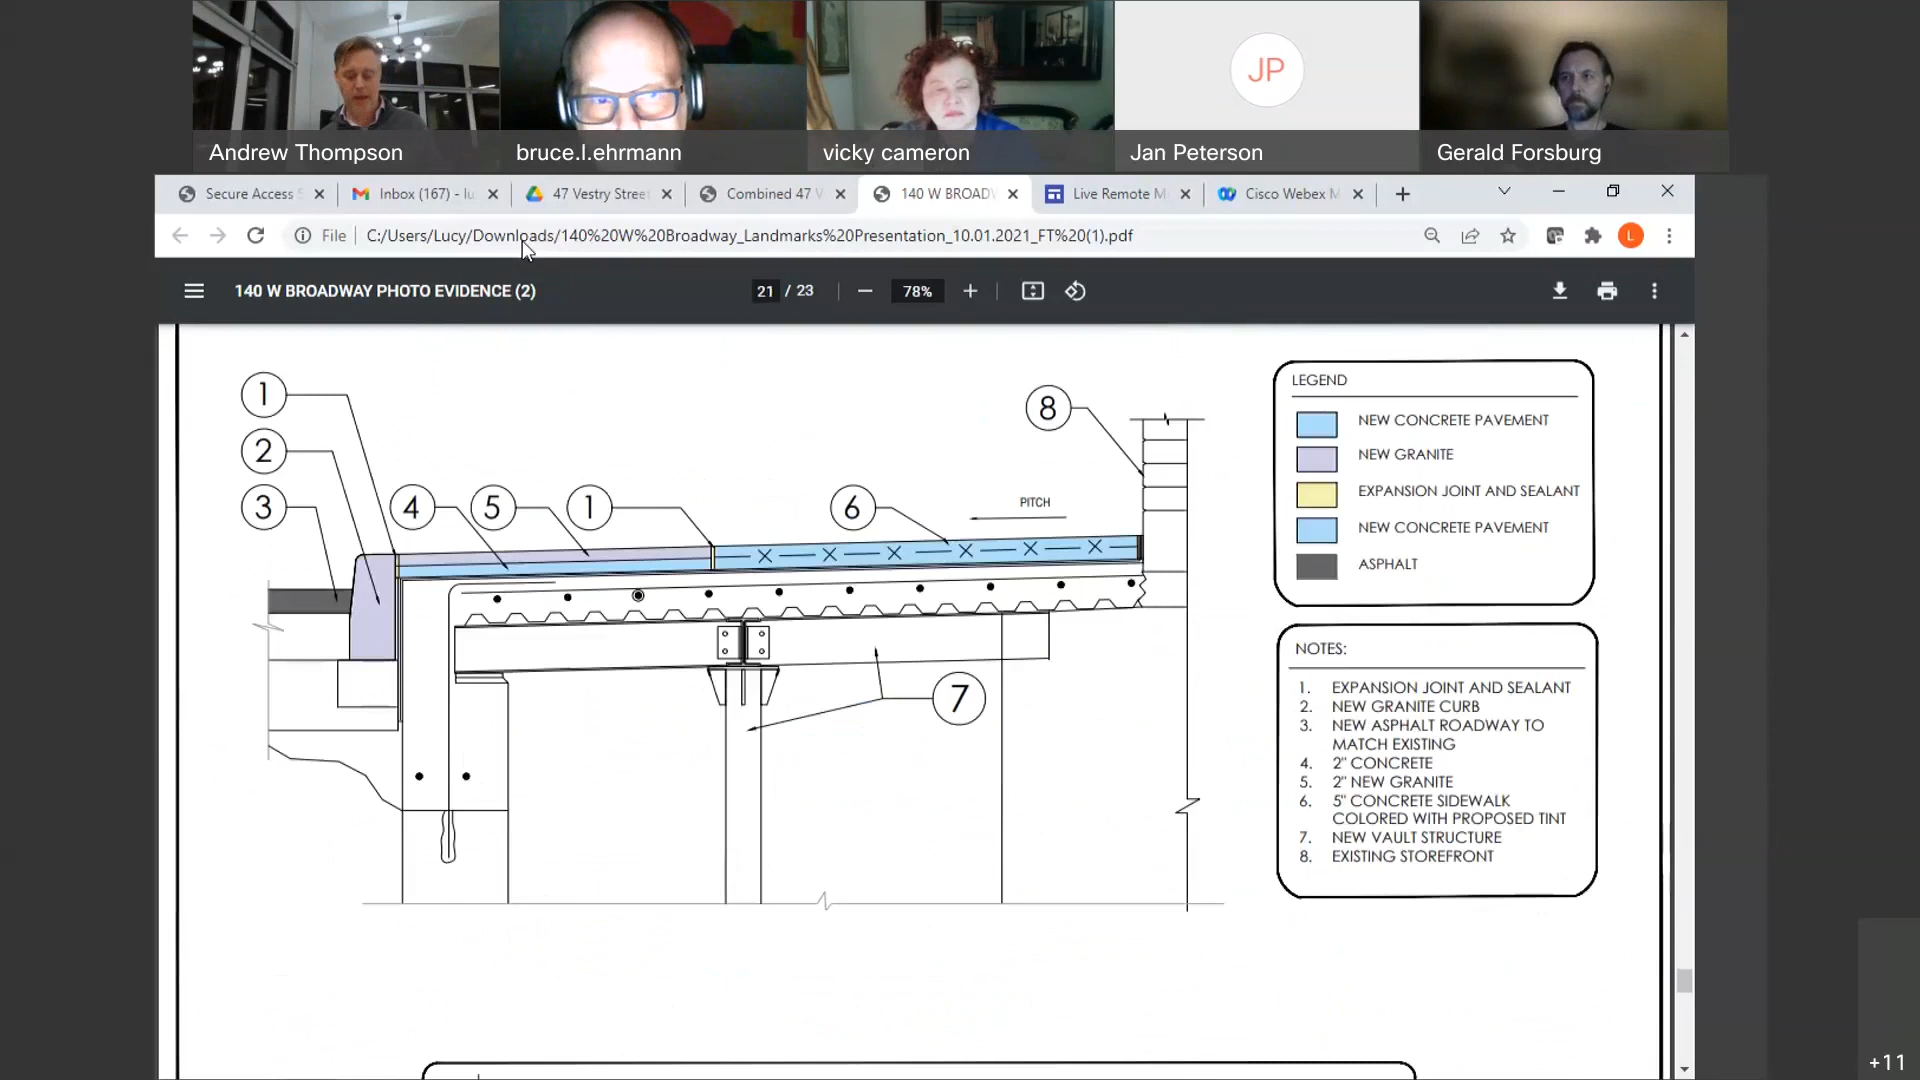 JP
Andrew Thompson
bruce.l.ehrmann
vicky cameron
Jan Peterson
Gerald Forsburg
Secure Access
Inbox (167) - lu
47 Vestry Street
Combined 47 V
140 W BROADW
Live Remote M
Cisco Webex M
File
C:/Users/Lucy/Downloads/140%20W%20Broadway_Landmarks%20Presentation_10.01.2021_FT%20(1).pdf
L
140 W BROADWAY PHOTO EVIDENCE (2)
21 / 23
78%
1
2
3
4
5
1
6
PITCH
8
7
LEGEND
NEW CONCRETE PAVEMENT
NEW GRANITE
EXPANSION JOINT AND SEALANT
NEW CONCRETE PAVEMENT
ASPHALT
NOTES:
1. EXPANSION JOINT AND SEALANT
2. NEW GRANITE CURB
3. NEW ASPHALT ROADWAY TO
MATCH EXISTING
4. 2" CONCRETE
5. 2" NEW GRANITE
6. 5" CONCRETE SIDEWALK
COLORED WITH PROPOSED TINT
7. NEW VAULT STRUCTURE
8. EXISTING STOREFRONT
+11